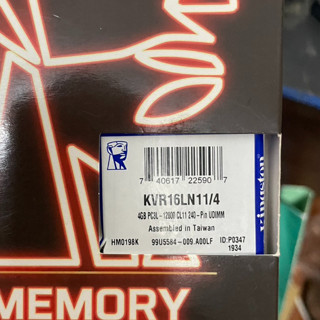 7 40617 22590 7
KVR16LN11/4
4GB PC3L - 12800 CL11 240 - Pin UDIMM
Assembled in Taiwan
HM0198K 99U5584 - 009.A00LF ID:P0347
1934
Kingston
MEMORY